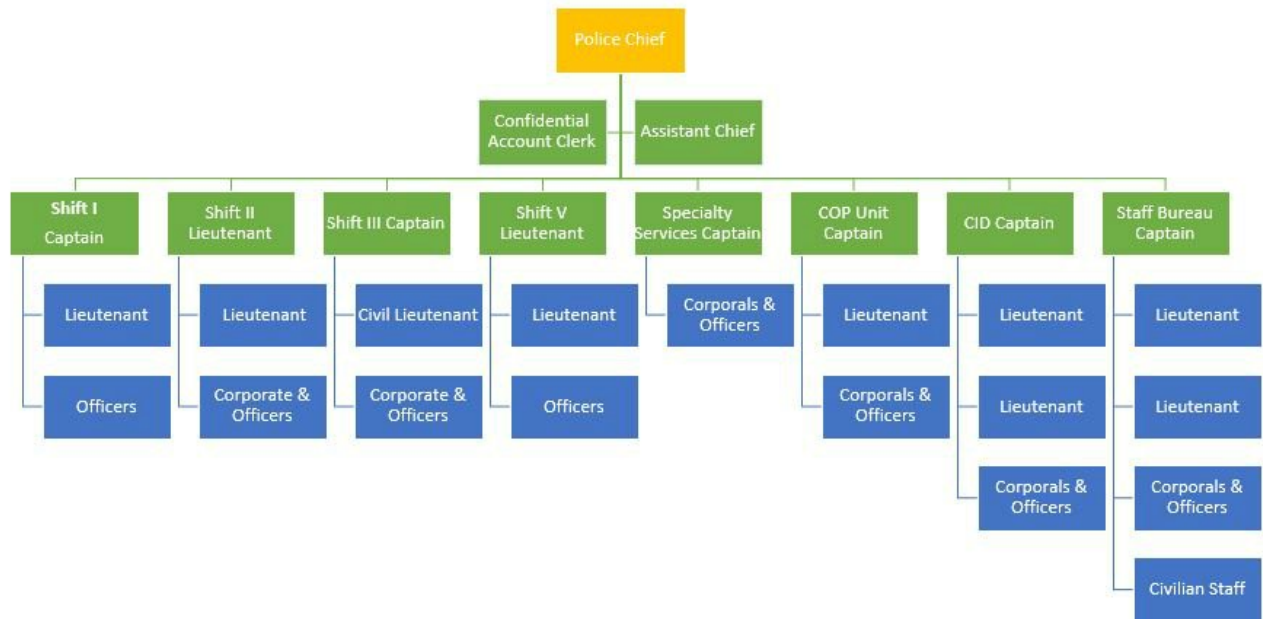 Police Chief
Confidential
Account Clerk
Assistant Chief
Shift I
Captain
Shift II
Lieutenant
Shift III Captain
Shift V
Lieutenant
Specialty
Services Captain
COP Unit
Captain
CID Captain
Staff Bureau
Captain
Lieutenant
Lieutenant
Civil Lieutenant
Lieutenant
Corporals &
Officers
Lieutenant
Lieutenant
Lieutenant
Officers
Corporate &
Officers
Corporate &
Officers
Officers
Corporals &
Officers
Lieutenant
Lieutenant
Corporals &
Officers
Corporals &
Officers
Civilian Staff